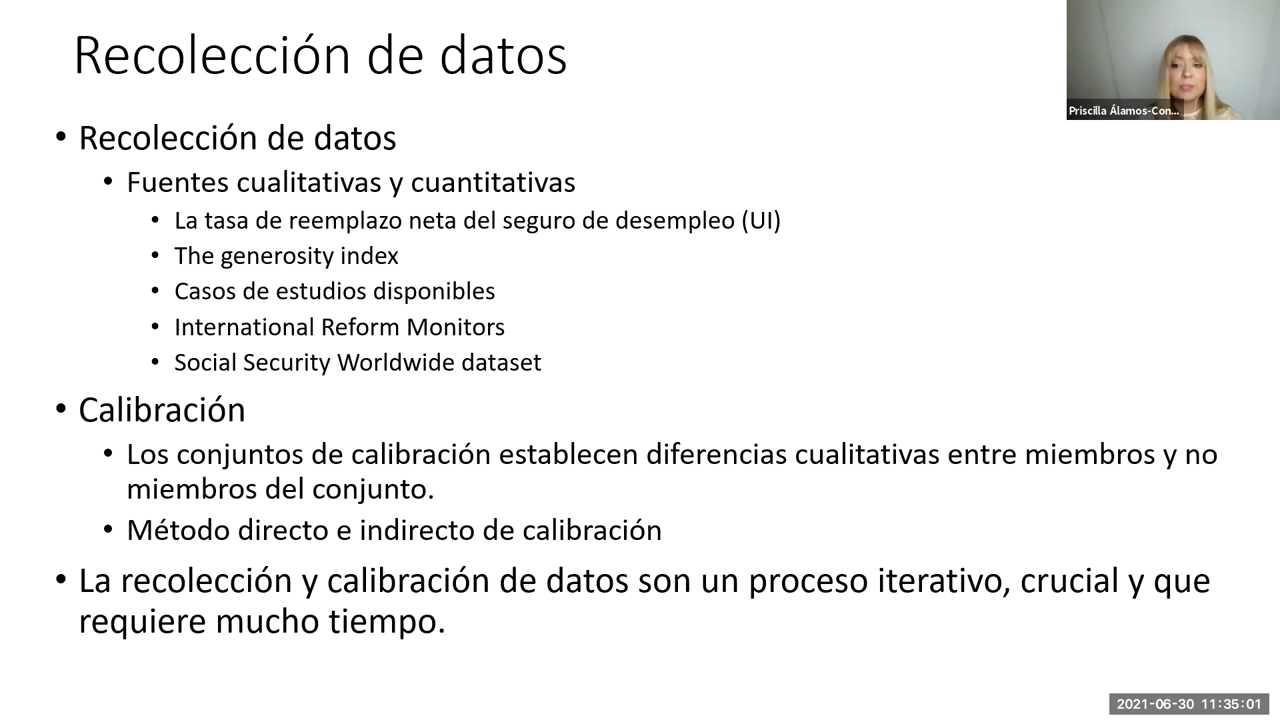 Recolección de datos
Priscilla Álamos-Con...
• Recolección de datos
• Fuentes cualitativas y cuantitativas
• La tasa de reemplazo neta del seguro de desempleo (UI)
• The generosity index
• Casos de estudios disponibles
• International Reform Monitors
• Social Security Worldwide dataset
• Calibración
• Los conjuntos de calibración establecen diferencias cualitativas entre miembros y no
miembros del conjunto.
• Método directo e indirecto de calibración
• La recolección y calibración de datos son un proceso iterativo, crucial y que
requiere mucho tiempo.
2021-06-30 11:35:01